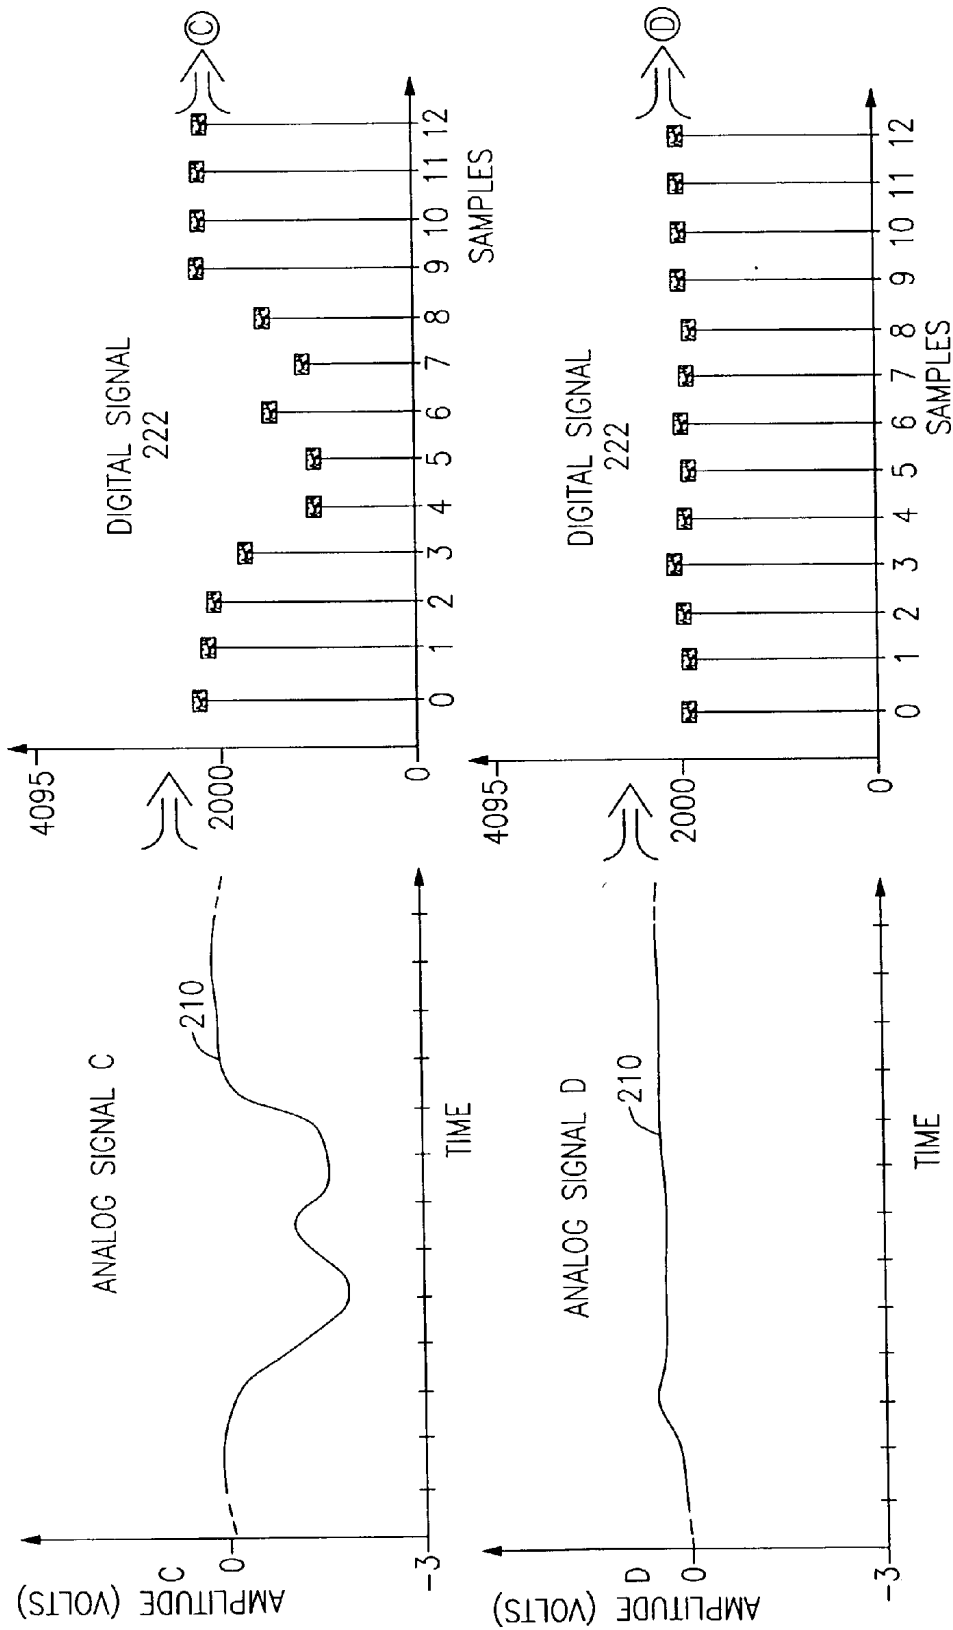 ANALOG SIGNAL C
AMPLITUDE (VOLTS)
C
0
-3
210
TIME
DIGITAL SIGNAL
222
4095
2000
0
0 1 2 3 4 5 6 7 8 9 10 11 12
SAMPLES
C
ANALOG SIGNAL D
AMPLITUDE (VOLTS)
D
0
-3
210
TIME
DIGITAL SIGNAL
222
4095
2000
0
0 1 2 3 4 5 6 7 8 9 10 11 12
SAMPLES
D